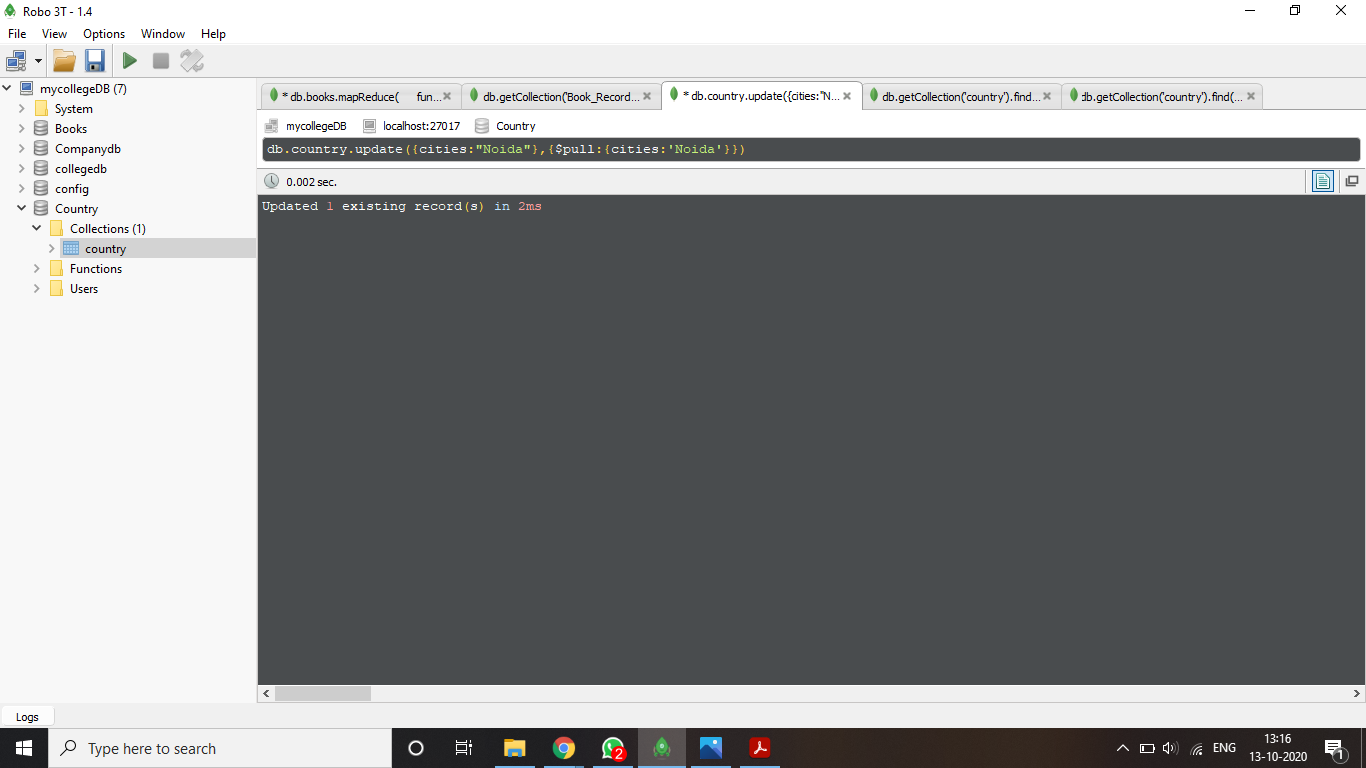 Robo 3T - 1.4
File View Options Window Help
mycollegeDB (7)
System
Books
Companydb
collegedb
config
Country
Collections (1)
country
Functions
Users
* db.books.mapReduce( fun... db.getCollection('Book_Record... * db.country.update({cities:"N... db.getCollection('country').find... db.getCollection('country').find(...
mycollegeDB localhost:27017 Country
db.country.update({cities:"Noida"},{$pull:{cities:'Noida'}})
0.002 sec.
Updated 1 existing record(s) in 2ms
Logs
Type here to search
2
ENG
13:16
13-10-2020
1